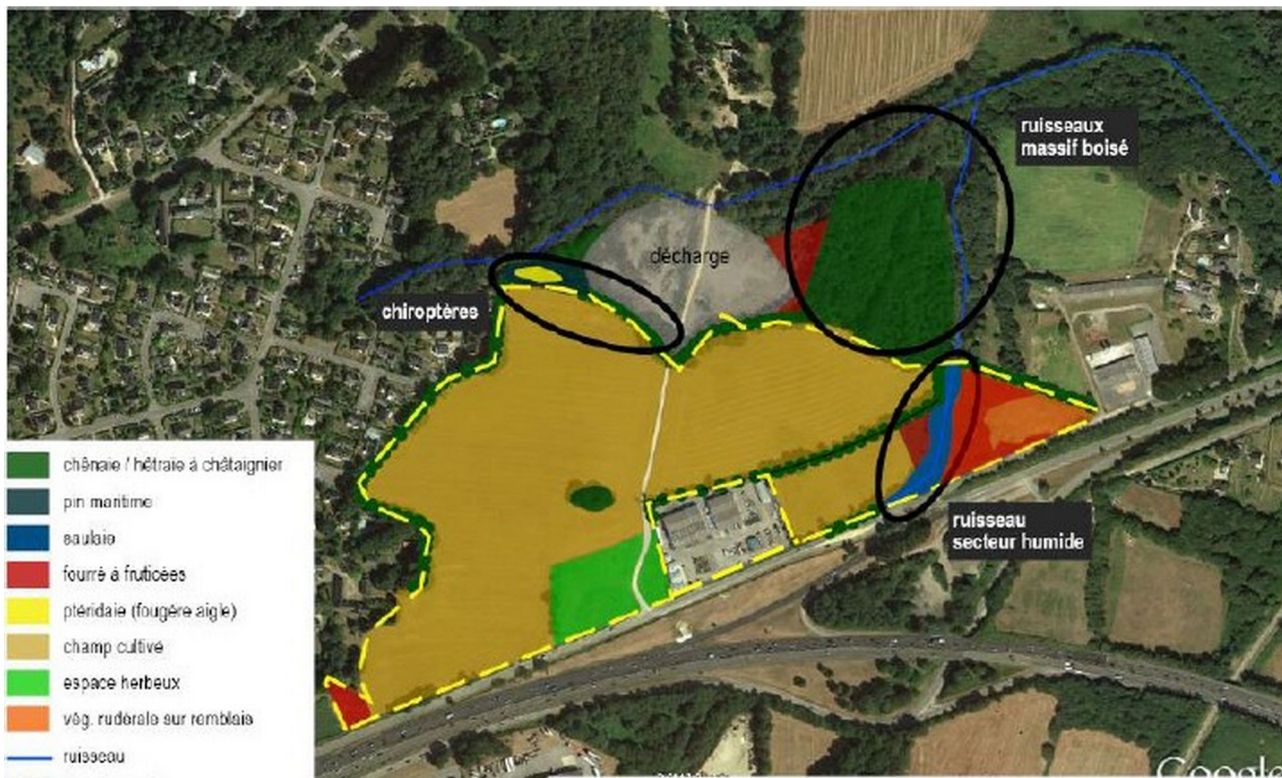 ruisseaux
massif boisé
décharge
chiroptères
ruisseau
secteur humide
chênaie / hêtraie à châtaignier
pin maritime
saulaie
fourré à fruticées
ptéridaie (fougère aigle)
champ cultivé
espace herbeux
vég. rudérale sur remblais
ruisseau
Google